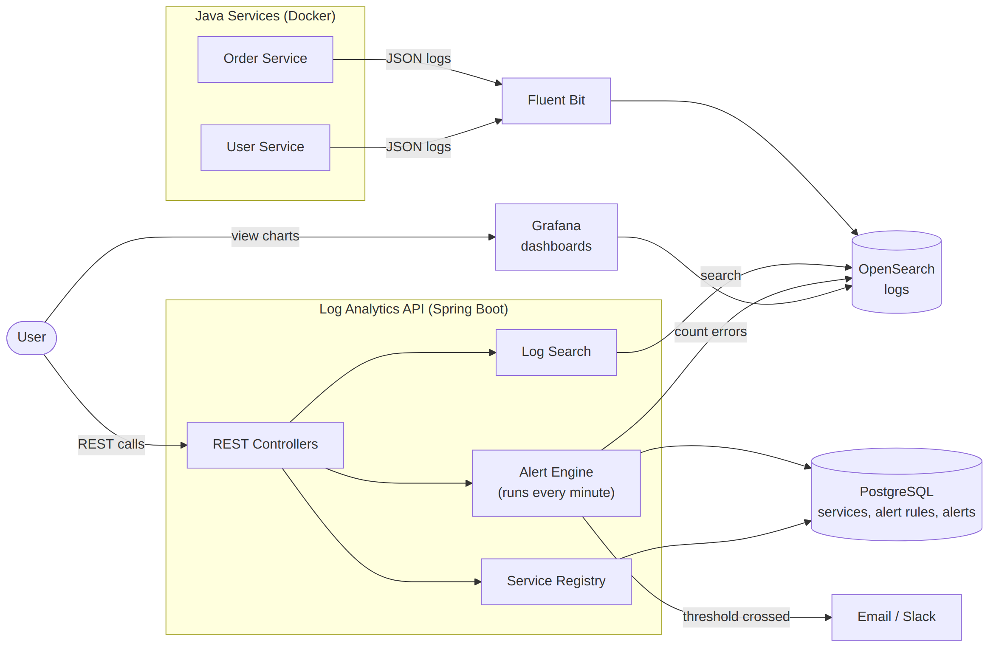 Java Services (Docker)
Order Service
JSON logs
Fluent Bit
User Service
JSON logs
Grafana
dashboards
view charts
search
OpenSearch
logs
Log Analytics API (Spring Boot)
User
count errors
Log Search
REST calls
REST Controllers
Alert Engine
(runs every minute)
PostgreSQL
services, alert rules, alerts
Service Registry
threshold crossed
Email / Slack